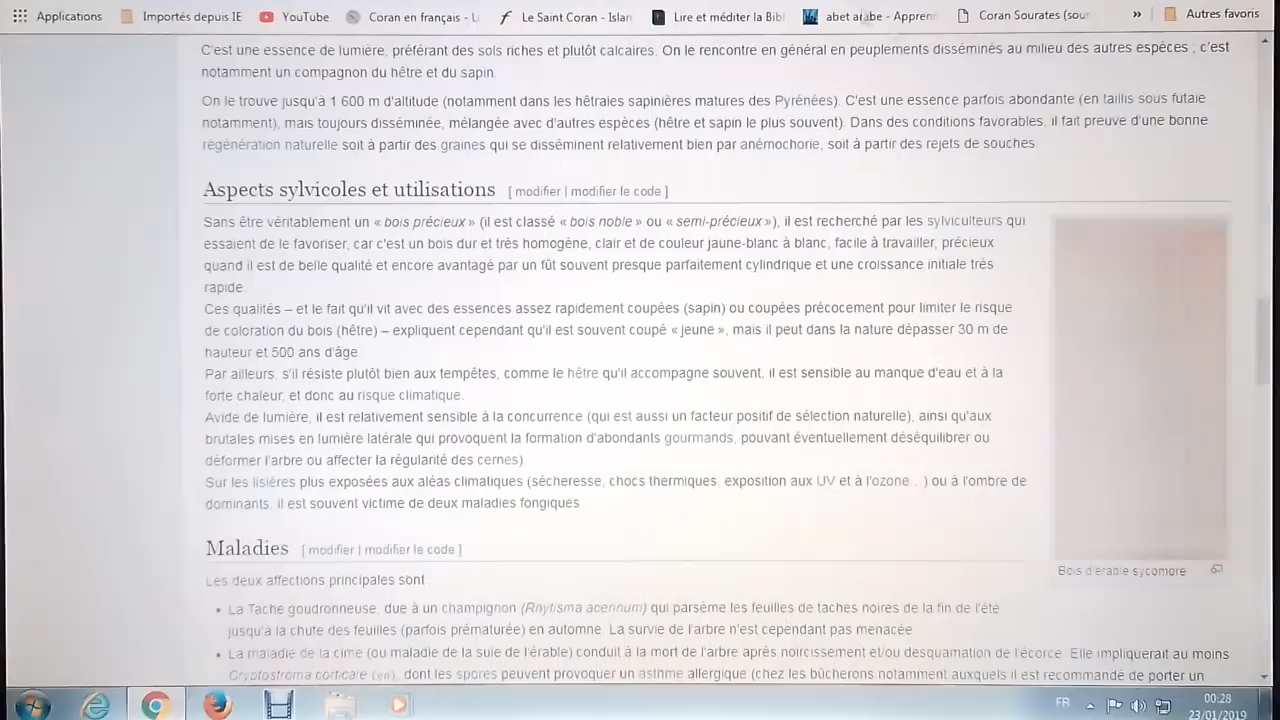 Applications Importés depuis IE YouTube Coran en français - L Le Saint Coran - Islan Lire et méditer la Bibl abet arabe - Apprenc Coran Sourates (sour » Autres favoris
C'est une essence de lumière, préférant des sols riches et plutôt calcaires. On le rencontre en général en peuplements disséminés au milieu des autres espèces ; c'est
notamment un compagnon du hêtre et du sapin.
On le trouve jusqu'à 1 600 m d'altitude (notamment dans les hêtraies sapinières matures des Pyrénées). C'est une essence parfois abondante (en taillis sous futaie
notamment), mais toujours disséminée, mélangée avec d'autres espèces (hêtre et sapin le plus souvent). Dans des conditions favorables, il fait preuve d'une bonne
régénération naturelle soit à partir des graines qui se disséminent relativement bien par anémochorie, soit à partir des rejets de souches.
Aspects sylvicoles et utilisations [ modifier | modifier le code ]
Sans être véritablement un « bois précieux » (il est classé « bois noble » ou « semi-précieux »), il est recherché par les sylviculteurs qui
essaient de le favoriser, car c'est un bois dur et très homogène, clair et de couleur jaune-blanc à blanc, facile à travailler, précieux
quand il est de belle qualité et encore avantagé par un fût souvent presque parfaitement cylindrique et une croissance initiale très
rapide.
Ces qualités – et le fait qu'il vit avec des essences assez rapidement coupées (sapin) ou coupées précocement pour limiter le risque
de coloration du bois (hêtre) – expliquent cependant qu'il est souvent coupé « jeune », mais il peut dans la nature dépasser 30 m de
hauteur et 500 ans d'âge.
Par ailleurs, s'il résiste plutôt bien aux tempêtes, comme le hêtre qu'il accompagne souvent, il est sensible au manque d'eau et à la
forte chaleur, et donc au risque climatique.
Avide de lumière, il est relativement sensible à la concurrence (qui est aussi un facteur positif de sélection naturelle), ainsi qu'aux
brutales mises en lumière latérale qui provoquent la formation d'abondants gourmands, pouvant éventuellement déséquilibrer ou
déformer l'arbre ou affecter la régularité des cernes).
Sur les lisières plus exposées aux aléas climatiques (sécheresse, chocs thermiques, exposition aux UV et à l'ozone...) ou à l'ombre de
dominants, il est souvent victime de deux maladies fongiques
Bois d'érable sycomore
Maladies [ modifier | modifier le code ]
Les deux affections principales sont
• La Tache goudronneuse, due à un champignon (Rhytisma acerinum) qui parsème les feuilles de taches noires de la fin de l'été
jusqu'à la chute des feuilles (parfois prématurée) en automne. La survie de l'arbre n'est cependant pas menacée
• La maladie de la cime (ou maladie de la suie de l'érable) conduit à la mort de l'arbre après noircissement et/ou desquamation de l'écorce. Elle impliquerait au moins
Cryptostroma corticale (en), dont les spores peuvent provoquer un asthme allergique (chez les bûcherons notamment auxquels il est recommandé de porter un
FR 00:28
23/01/2019